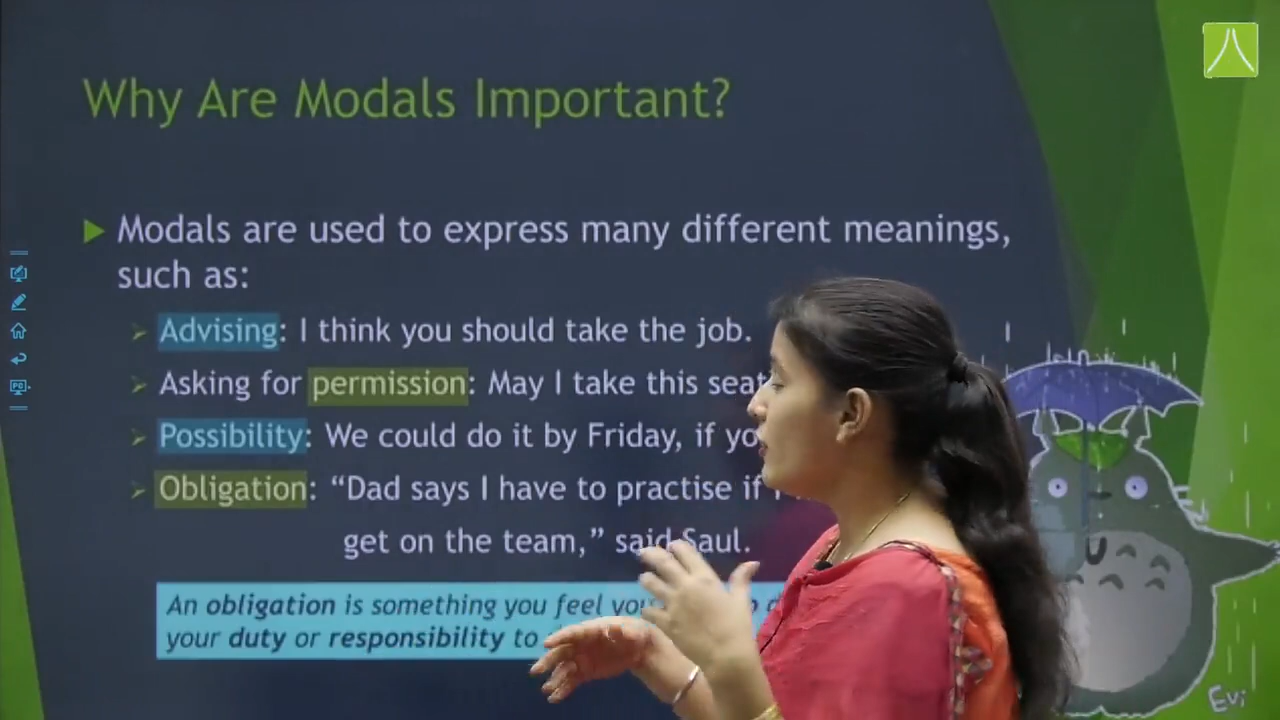 Why Are Modals Important?
Modals are used to express many different meanings,
such as:
Advising: I think you should take the job.
Asking for permission: May I take this seat
Possibility: We could do it by Friday, if
Obligation: “Dad says I have to practise if
get on the team,” said Saul.
An obligation is something you feel
your duty or responsibility to
Evi